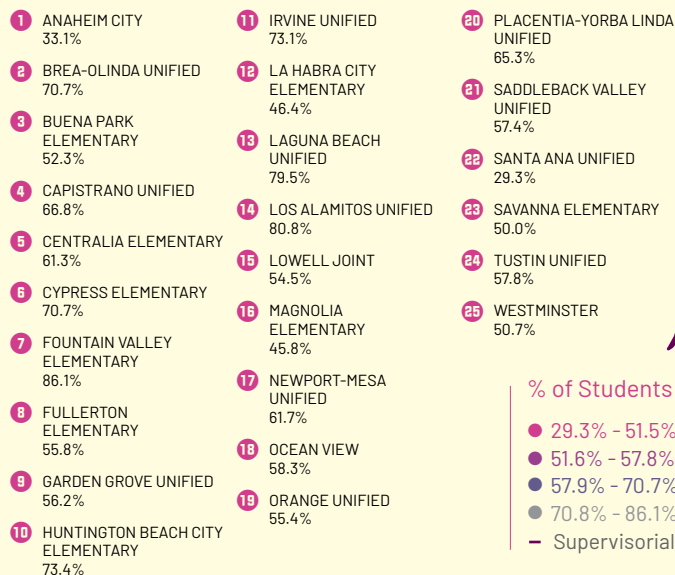 1 ANAHEIM CITY
33.1%
2 BREA-OLINDA UNIFIED
70.7%
3 BUENA PARK
ELEMENTARY
52.3%
4 CAPISTRANO UNIFIED
66.8%
5 CENTRALIA ELEMENTARY
61.3%
6 CYPRESS ELEMENTARY
70.7%
7 FOUNTAIN VALLEY
ELEMENTARY
86.1%
8 FULLERTON
ELEMENTARY
55.8%
9 GARDEN GROVE UNIFIED
56.2%
10 HUNTINGTON BEACH CITY
ELEMENTARY
73.4%
11 IRVINE UNIFIED
73.1%
12 LA HABRA CITY
ELEMENTARY
46.4%
13 LAGUNA BEACH
UNIFIED
79.5%
14 LOS ALAMITOS UNIFIED
80.8%
15 LOWELL JOINT
54.5%
16 MAGNOLIA
ELEMENTARY
45.8%
17 NEWPORT-MESA
UNIFIED
61.7%
18 OCEAN VIEW
58.3%
19 ORANGE UNIFIED
55.4%
20 PLACENTIA-YORBA LINDA
UNIFIED
65.3%
21 SADDLEBACK VALLEY
UNIFIED
57.4%
22 SANTA ANA UNIFIED
29.3%
23 SAVANNA ELEMENTARY
50.0%
24 TUSTIN UNIFIED
57.8%
25 WESTMINSTER
50.7%
% of Students
29.3% - 51.5%
51.6% - 57.8%
57.9% - 70.7%
70.8% - 86.1%
Supervisorial